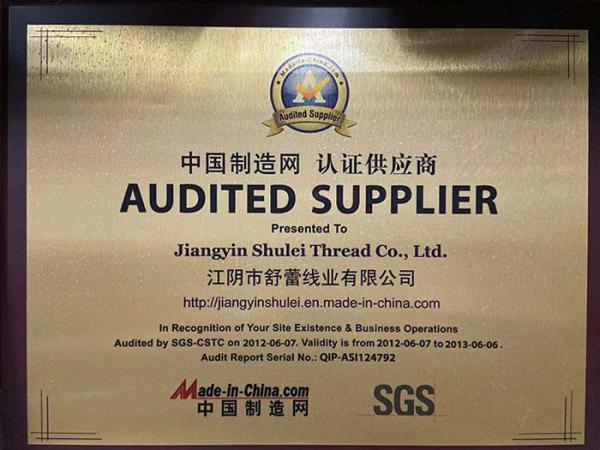 Made-in-China.com
Audited Supplier
中国制造网 认证供应商
AUDITED SUPPLIER
Presented To
Jiangyin Shulei Thread Co., Ltd.
江阴市舒蕾线业有限公司
http://jiangyinshulei.en.made-in-china.com
In Recognition of Your Site Existence & Business Operations
Audited by SGS-CSTC on 2012-06-07. Validity is from 2012-06-07 to 2013-06-06 .
Audit Report Serial No.: QIP-ASI124792
Made-in-China.com
中国制造网
SGS